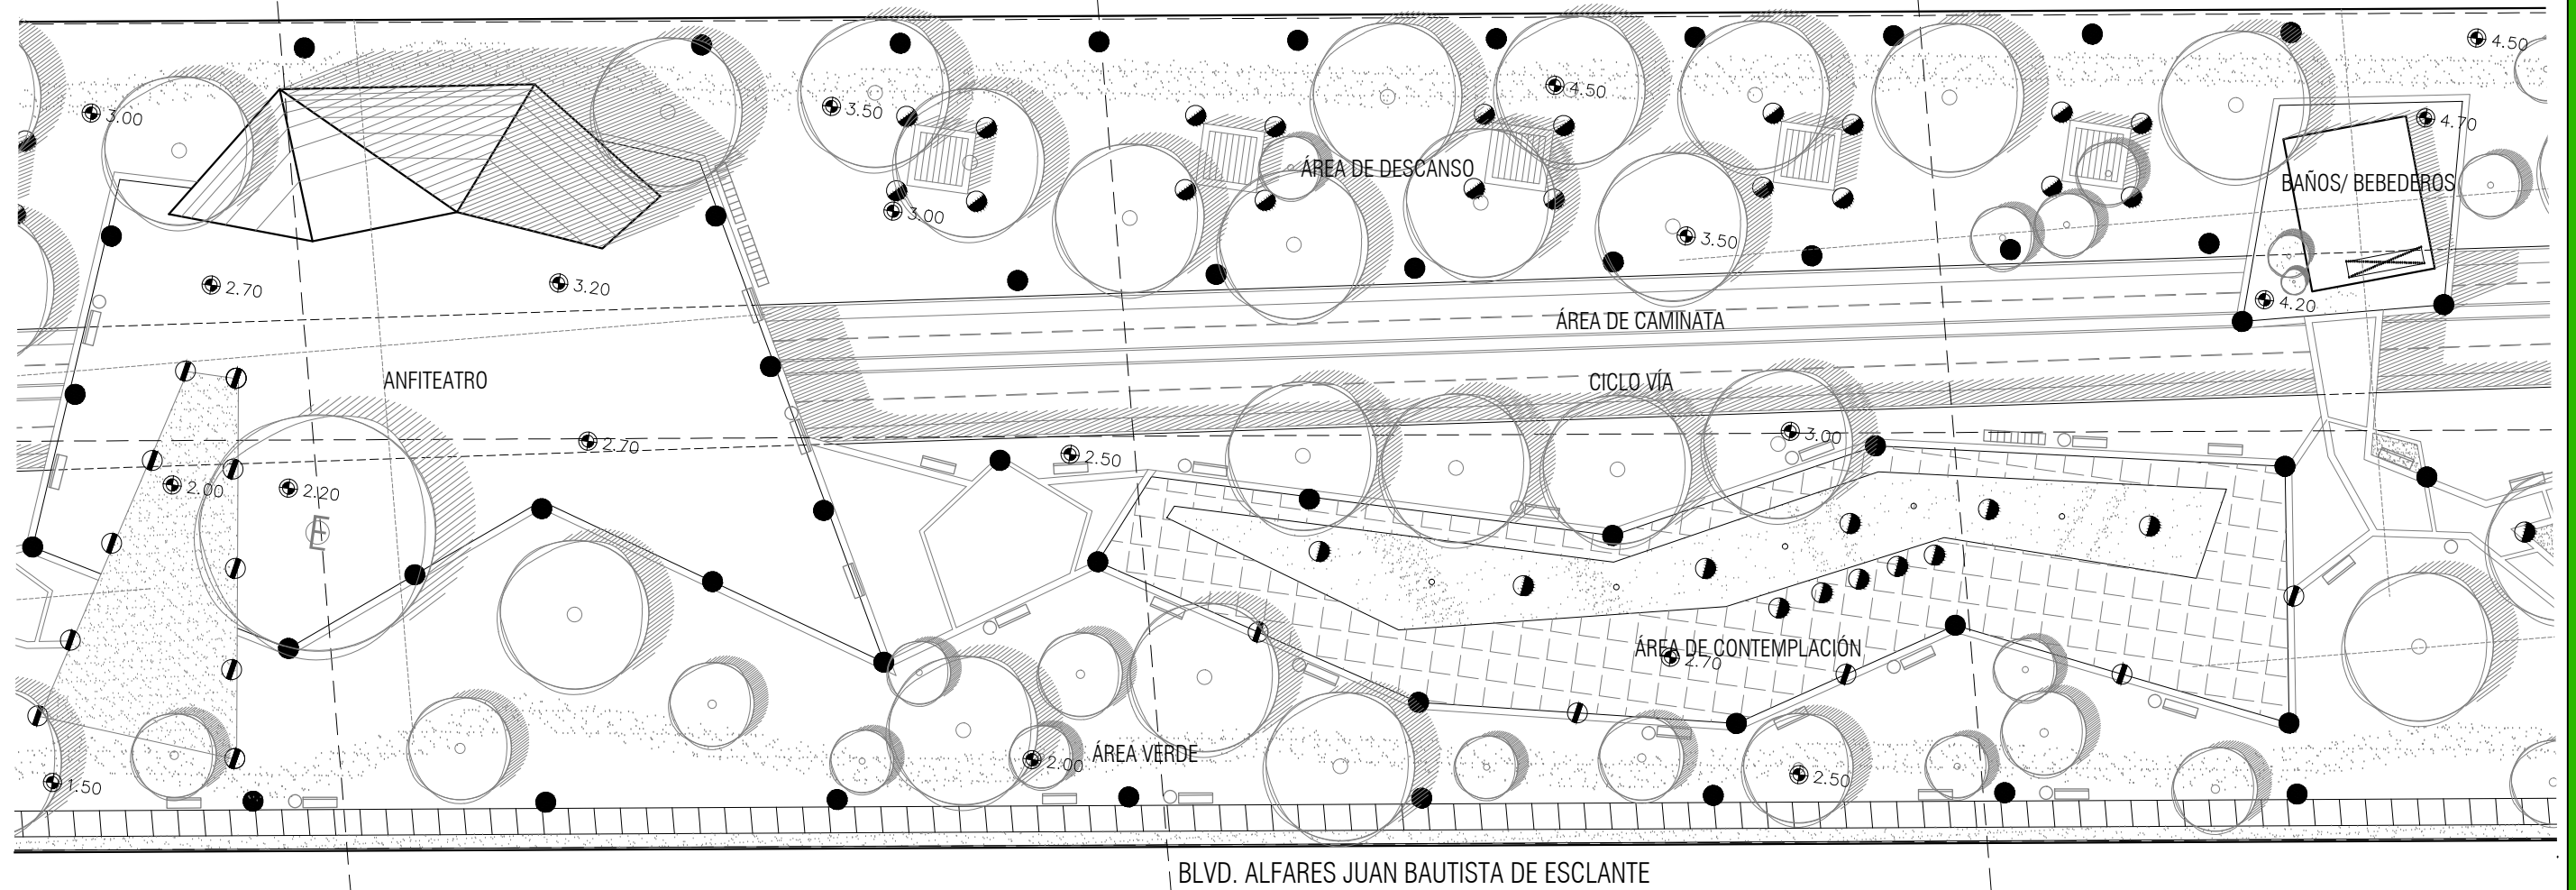 4.50
4.50
3.00
3.50
4.70
ÁREA DE DESCANSO
BAÑOS/ BEBEDEROS
3.00
3.50
2.70
3.20
4.20
ÁREA DE CAMINATA
ANFITEATRO
CICLO VÍA
2.70
3.00
2.50
2.00
2.20
ÁREA DE CONTEMPLACIÓN
2.70
ÁREA VERDE
2.00
2.50
1.50
BLVD. ALFARES JUAN BAUTISTA DE ESCLANTE